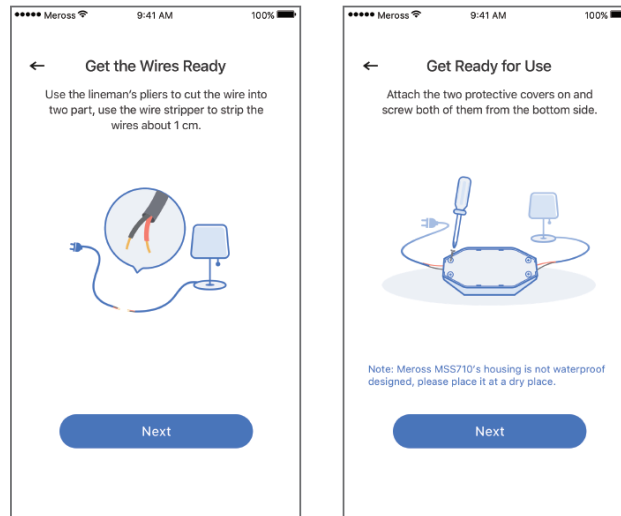 Meross 9:41 AM 100%
Get the Wires Ready
Use the lineman's pliers to cut the wire into
two part, use the wire stripper to strip the
wires about 1 cm.
Next
Meross 9:41 AM 100%
Get Ready for Use
Attach the two protective covers on and
screw both of them from the bottom side.
Note: Meross MSS710's housing is not waterproof
designed, please place it at a dry place.
Next